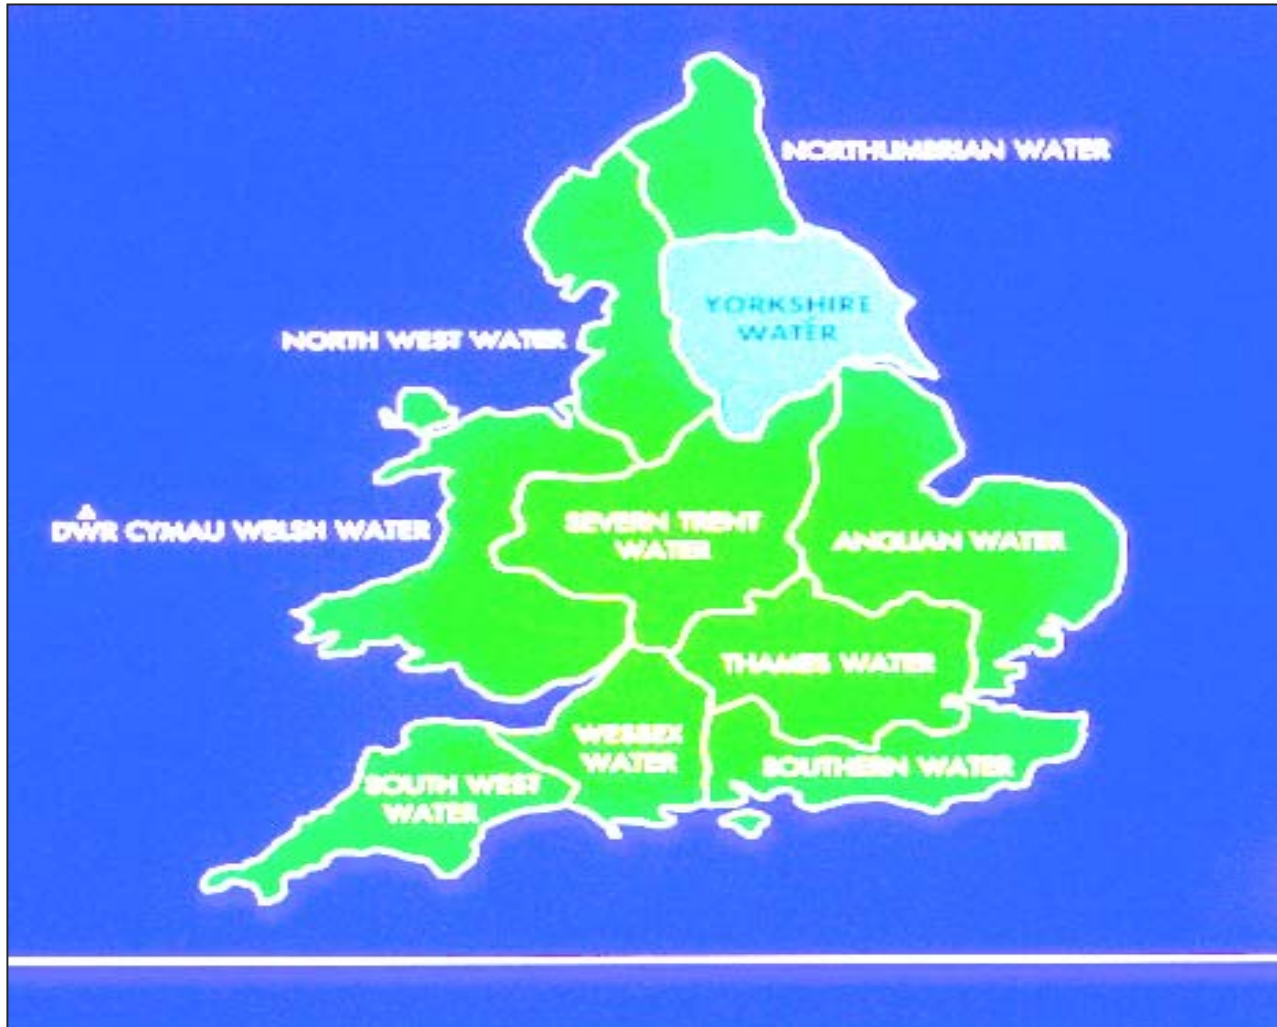 NORTHUMBRIAN WATER
YORKSHIRE
WATER
NORTH WEST WATER
DŴR CYMAU WELSH WATER
SEVERN TRENT
WATER
ANGLIAN WATER
THAMES WATER
WESSEX
WATER
SOUTHERN WATER
SOUTH WEST
WATER